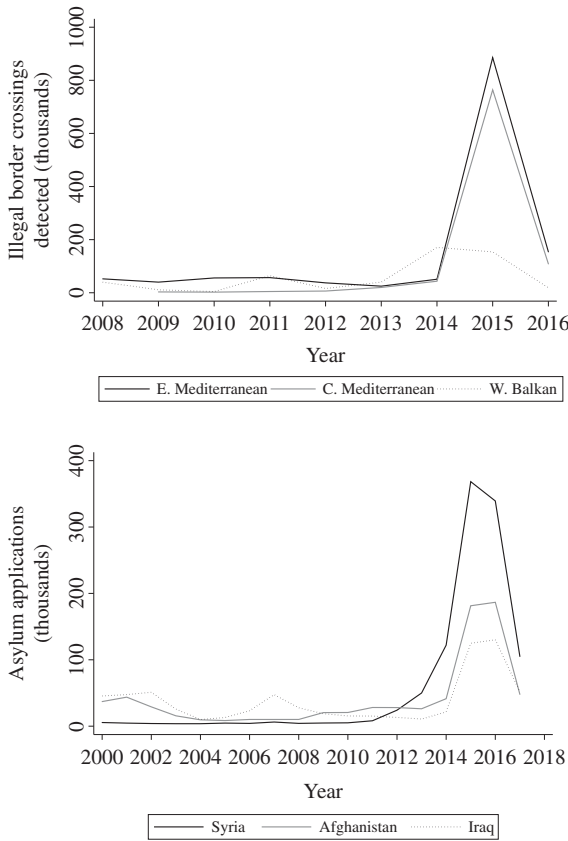 Illegal border crossings
detected (thousands)
1000
800
600
400
200
0
2008 2009 2010 2011 2012 2013 2014 2015 2016
Year
E. Mediterranean C. Mediterranean W. Balkan
Asylum applications
(thousands)
400
300
200
100
0
2000 2002 2004 2006 2008 2010 2012 2014 2016 2018
Year
Syria Afghanistan Iraq